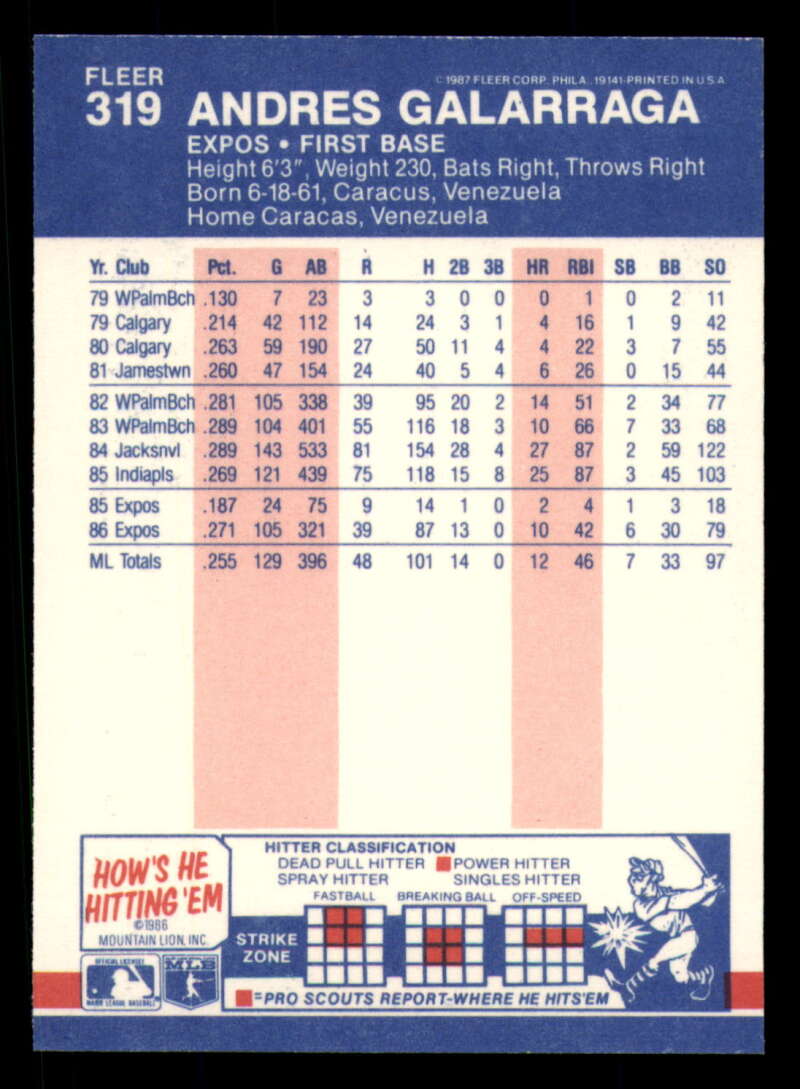 FLEER
© 1987 FLEER CORP. PHILA., 19141-PRINTED IN U.S.A.
319 ANDRES GALARRAGA
EXPOS • FIRST BASE
Height 6'3", Weight 230, Bats Right, Throws Right
Born 6-18-61, Caracus, Venezuela
Home Caracas, Venezuela
Yr. Club Pct. G AB R H 2B 3B HR RBI SB BB SO
79 WPalmBch .130 7 23 3 3 0 0 0 1 0 2 11
79 Calgary .214 42 112 14 24 3 1 4 16 1 9 42
80 Calgary .263 59 190 27 50 11 4 4 22 3 7 55
81 Jamestwn .260 47 154 24 40 5 4 6 26 0 15 44
82 WPalmBch .281 105 338 39 95 20 2 14 51 2 34 77
83 WPalmBch .289 104 401 55 116 18 3 10 66 7 33 68
84 Jacksnvl .289 143 533 81 154 28 4 27 87 2 59 122
85 Indiapls .269 121 439 75 118 15 8 25 87 3 45 103
85 Expos .187 24 75 9 14 1 0 2 4 1 3 18
86 Expos .271 105 321 39 87 13 0 10 42 6 30 79
ML Totals .255 129 396 48 101 14 0 12 46 7 33 97
HOW'S HE
HITTING 'EM
©1986
MOUNTAIN LION, INC.
HITTER CLASSIFICATION
DEAD PULL HITTER POWER HITTER
SPRAY HITTER SINGLES HITTER
FASTBALL BREAKING BALL OFF-SPEED
STRIKE
ZONE
=PRO SCOUTS REPORT-WHERE HE HITS'EM
OFFICIAL LICENSEE
MAJOR LEAGUE BASEBALL
MLB